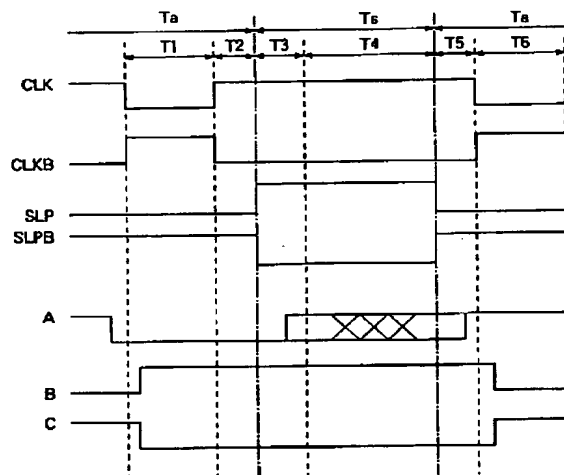 Ta Ts Ta
T1 T2 T3 T4 T5 T6
CLK
CLKB
SLP
SLPB
A
B
C